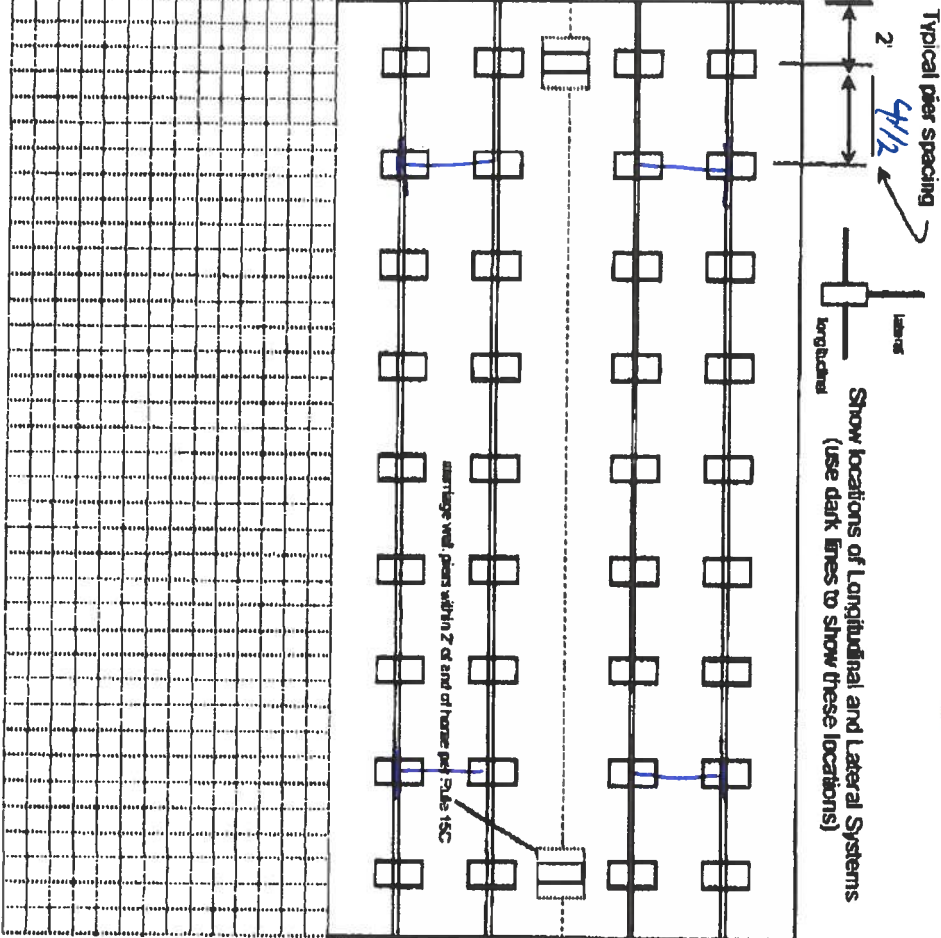 Typical pier spacing
2'
4 1/2
lateral
longitudinal
Show locations of Longitudinal and Lateral Systems
(use dark lines to show these locations)
marriage wall piers within 2' of end of home per Rule 15C